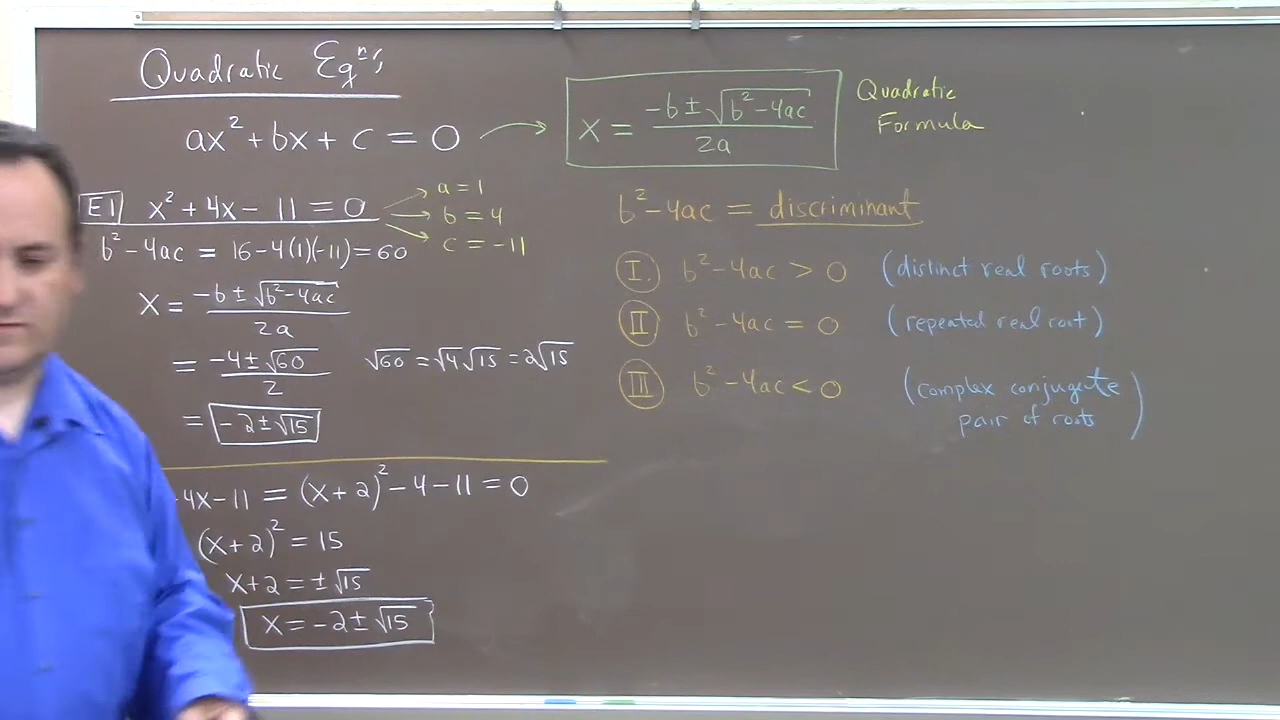 Quadratic Eqⁿs
ax² + bx + c = 0 → x = (-b ± √(b² - 4ac)) / 2a
Quadratic
Formula
E1 x² + 4x - 11 = 0
a = 1
b = 4
c = -11
b² - 4ac = 16 - 4(1)(-11) = 60
x = (-b ± √(b² - 4ac)) / 2a
= (-4 ± √60) / 2 √60 = √4 √15 = 2√15
= -2 ± √15
4x - 11 = (x + 2)² - 4 - 11 = 0
(x + 2)² = 15
x + 2 = ± √15
x = -2 ± √15
b² - 4ac = discriminant
I. b² - 4ac > 0 (distinct real roots)
II b² - 4ac = 0 (repeated real root)
III b² - 4ac < 0 (complex conjugate
pair of roots)